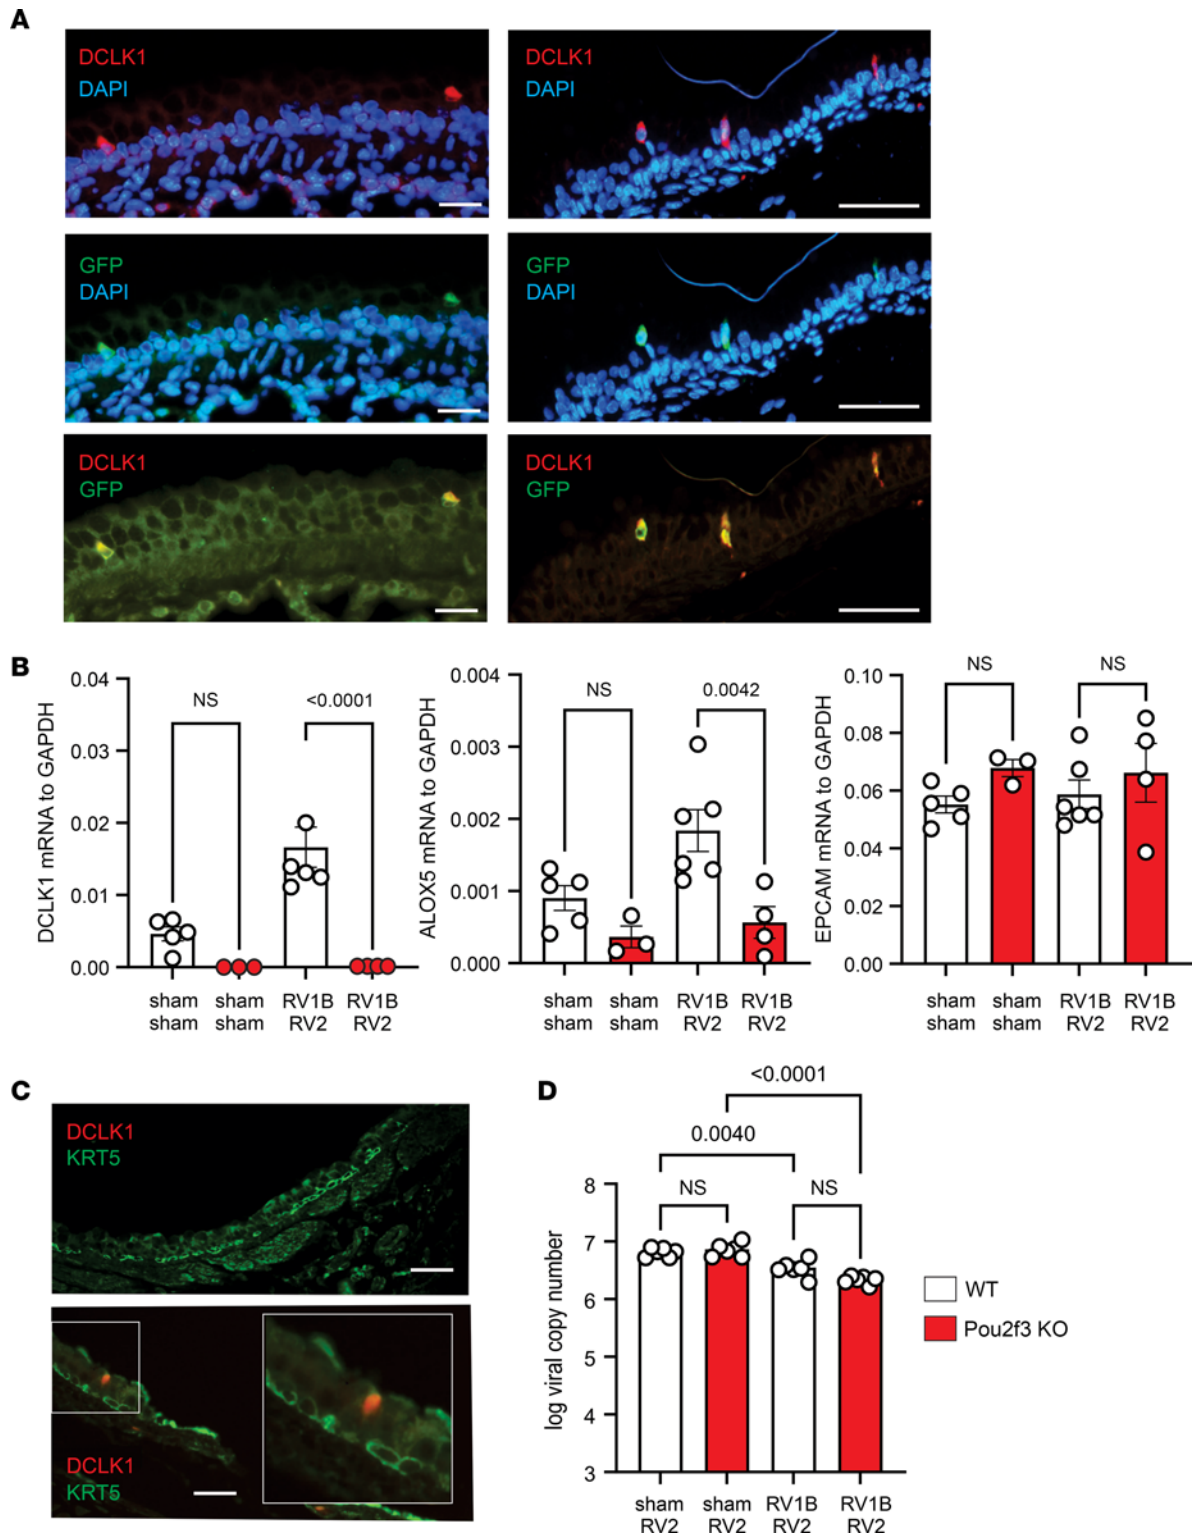 A
DCLK1
DAPI
DCLK1
DAPI
GFP
DAPI
GFP
DAPI
DCLK1
GFP
DCLK1
GFP
B
DCLK1 mRNA to GAPDH
0.04
0.03
0.02
0.01
0.00
NS
<0.0001
sham
sham
sham
sham
RV1B
RV2
RV1B
RV2
ALOX5 mRNA to GAPDH
0.004
0.003
0.002
0.001
0.000
NS
0.0042
sham
sham
sham
sham
RV1B
RV2
RV1B
RV2
EPCAM mRNA to GAPDH
0.10
0.08
0.06
0.04
0.02
0.00
NS
NS
sham
sham
sham
sham
RV1B
RV2
RV1B
RV2
C
DCLK1
KRT5
DCLK1
KRT5
D
<0.0001
0.0040
NS
NS
log viral copy number
8
7
6
5
4
3
sham
RV2
sham
RV2
RV1B
RV2
RV1B
RV2
WT
Pou2f3 KO